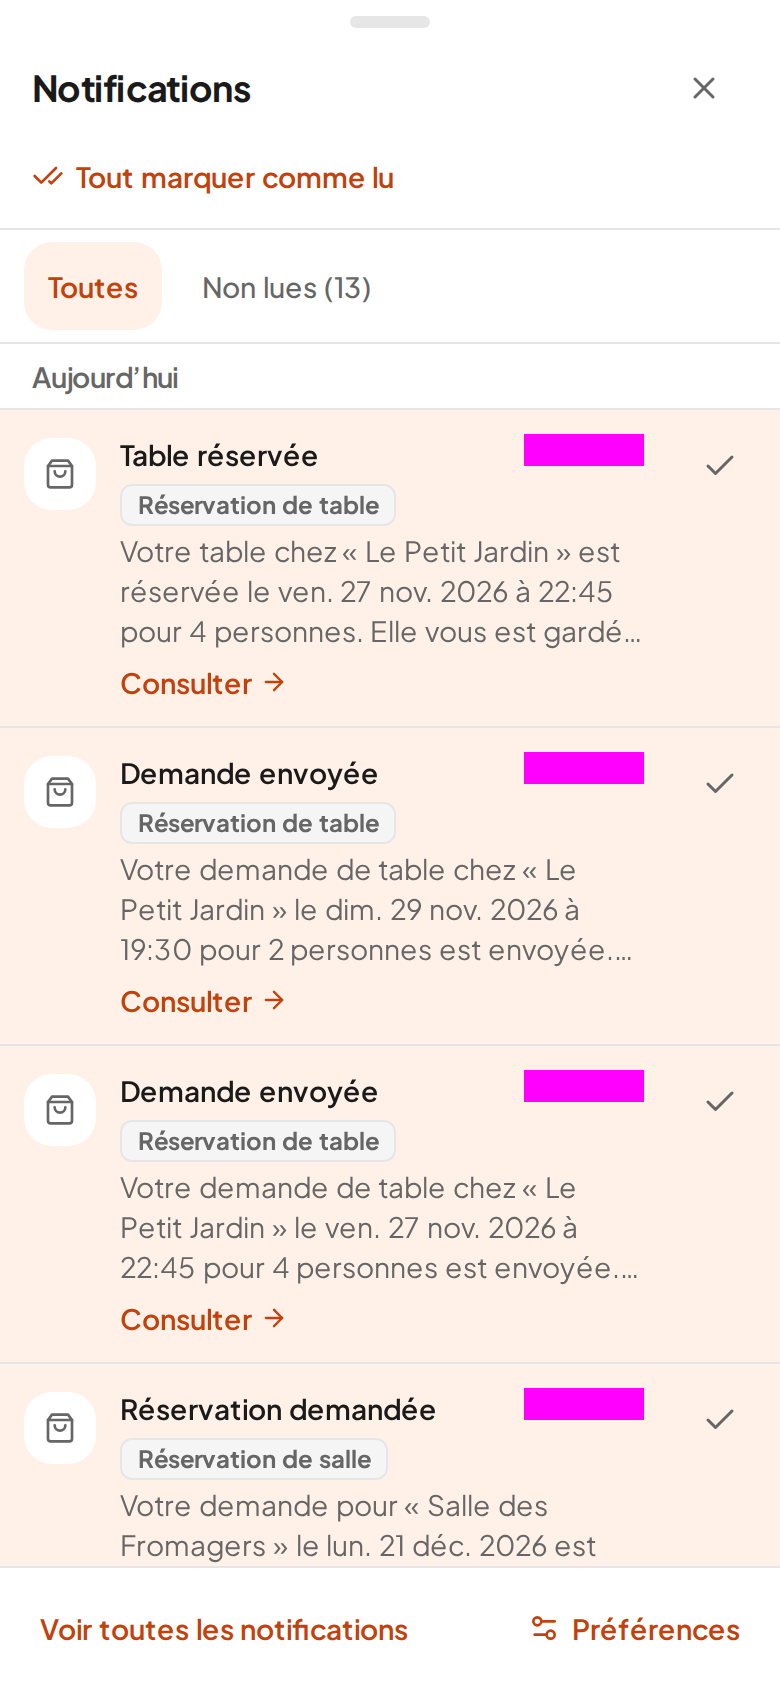 Notifications
Tout marquer comme lu
Toutes
Non lues (13)
Aujourd’hui
Table réservée
Réservation de table
Votre table chez « Le Petit Jardin » est
réservée le ven. 27 nov. 2026 à 22:45
pour 4 personnes. Elle vous est gardé…
Consulter
Demande envoyée
Réservation de table
Votre demande de table chez « Le
Petit Jardin » le dim. 29 nov. 2026 à
19:30 pour 2 personnes est envoyée.…
Consulter
Demande envoyée
Réservation de table
Votre demande de table chez « Le
Petit Jardin » le ven. 27 nov. 2026 à
22:45 pour 4 personnes est envoyée.…
Consulter
Réservation demandée
Réservation de salle
Votre demande pour « Salle des
Fromagers » le lun. 21 déc. 2026 est
Voir toutes les notifications
Préférences